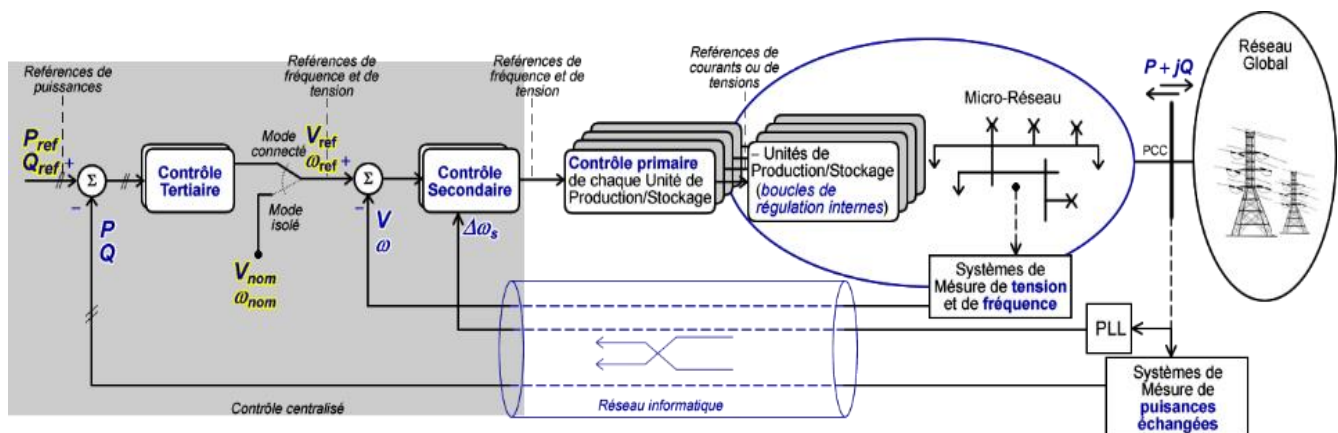 Références de
puissances
Pref
Qref
+
−
Σ
P
Q
Contrôle
Tertiaire
Mode
connecté
Mode
isolé
Vnom
ωnom
Références de
fréquence et de
tension
Vref
ωref
+
−
Σ
V
ω
Contrôle
Secondaire
Δωs
Références de
fréquence et de
tension
Contrôle primaire
de chaque Unité de
Production/Stockage
Références de
courants ou de
tensions
– Unités de
Production/Stockage
(boucles de
régulation internes)
Micro-Réseau
P + jQ
PCC
Réseau
Global
Systèmes de
Mésure de tension
et de fréquence
PLL
Systèmes de
Mésure de
puisances
échangées
Contrôle centralisé
Réseau informatique